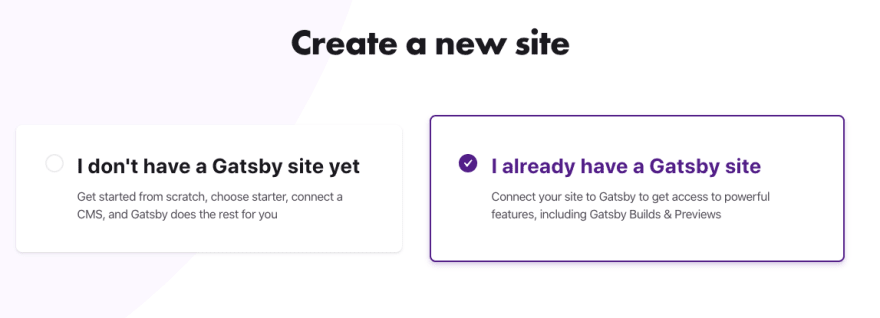 Create a new site
I don't have a Gatsby site yet
Get started from scratch, choose starter, connect a
CMS, and Gatsby does the rest for you
I already have a Gatsby site
Connect your site to Gatsby to get access to powerful
features, including Gatsby Builds & Previews